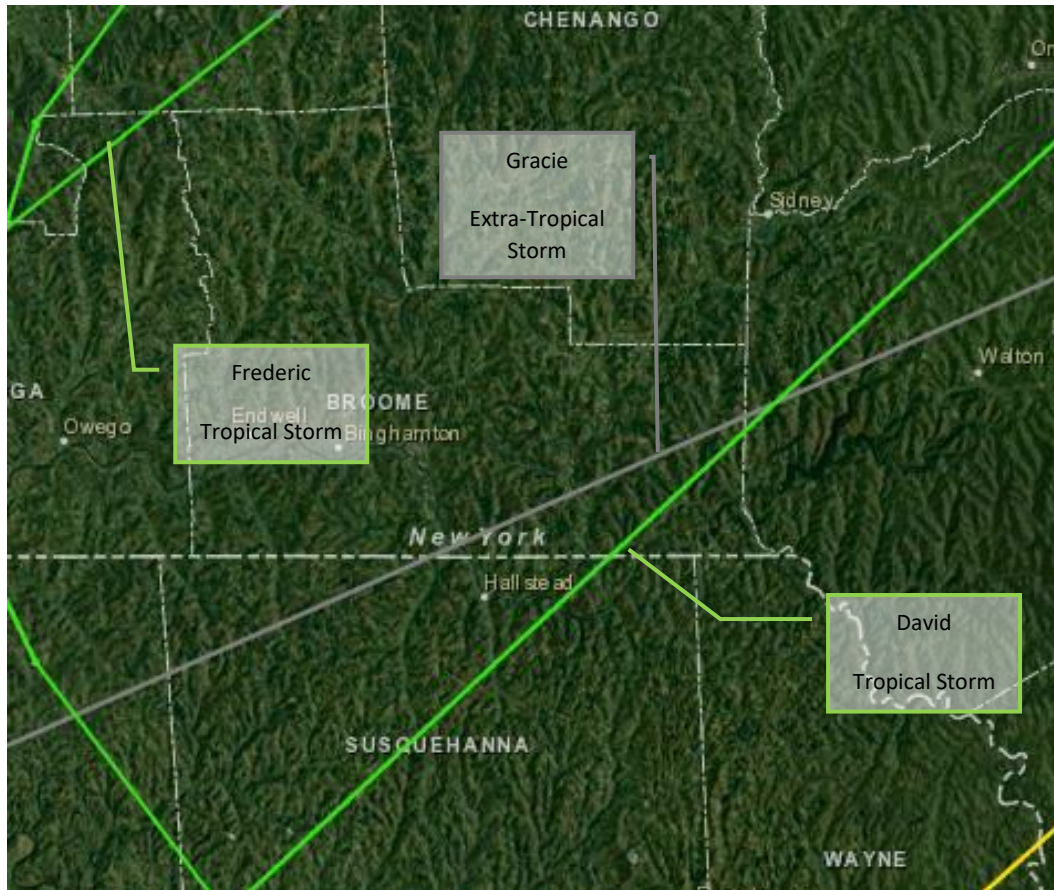 CHENANGO
Gracie
Extra-Tropical
Storm
Sidney
Frederic
Tropical Storm
Walton
GA
Owego
Endwell
BROOME
Binghamton
New York
Hallstead
David
Tropical Storm
SUSQUEHANNA
WAYNE